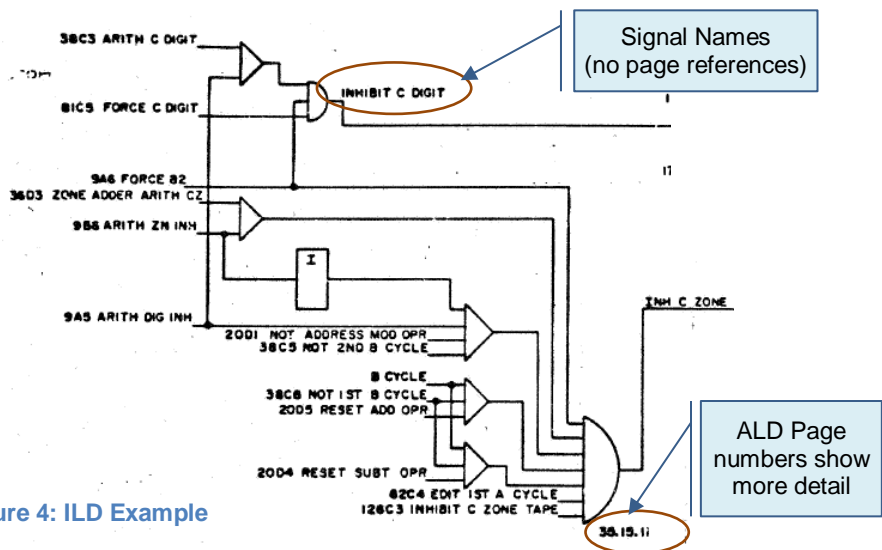 38C3 ARITH C DIGIT
Signal Names
(no page references)
INHIBIT C DIGIT
81C5 FORCE C DIGIT
9A6 FORCE 82
36D3 ZONE ADDER ARITH CZ
9B6 ARITH ZN INH
I
INH C ZONE
9A5 ARITH DIG INH
20D1 NOT ADDRESS MOD OPR
38C5 NOT 2ND B CYCLE
B CYCLE
38C6 NOT 1ST B CYCLE
20D5 RESET ADD OPR
ALD Page
numbers show
more detail
20D4 RESET SUBT OPR
82C4 EDIT 1ST A CYCLE
128C3 INHIBIT C ZONE TAPE
ure 4: ILD Example